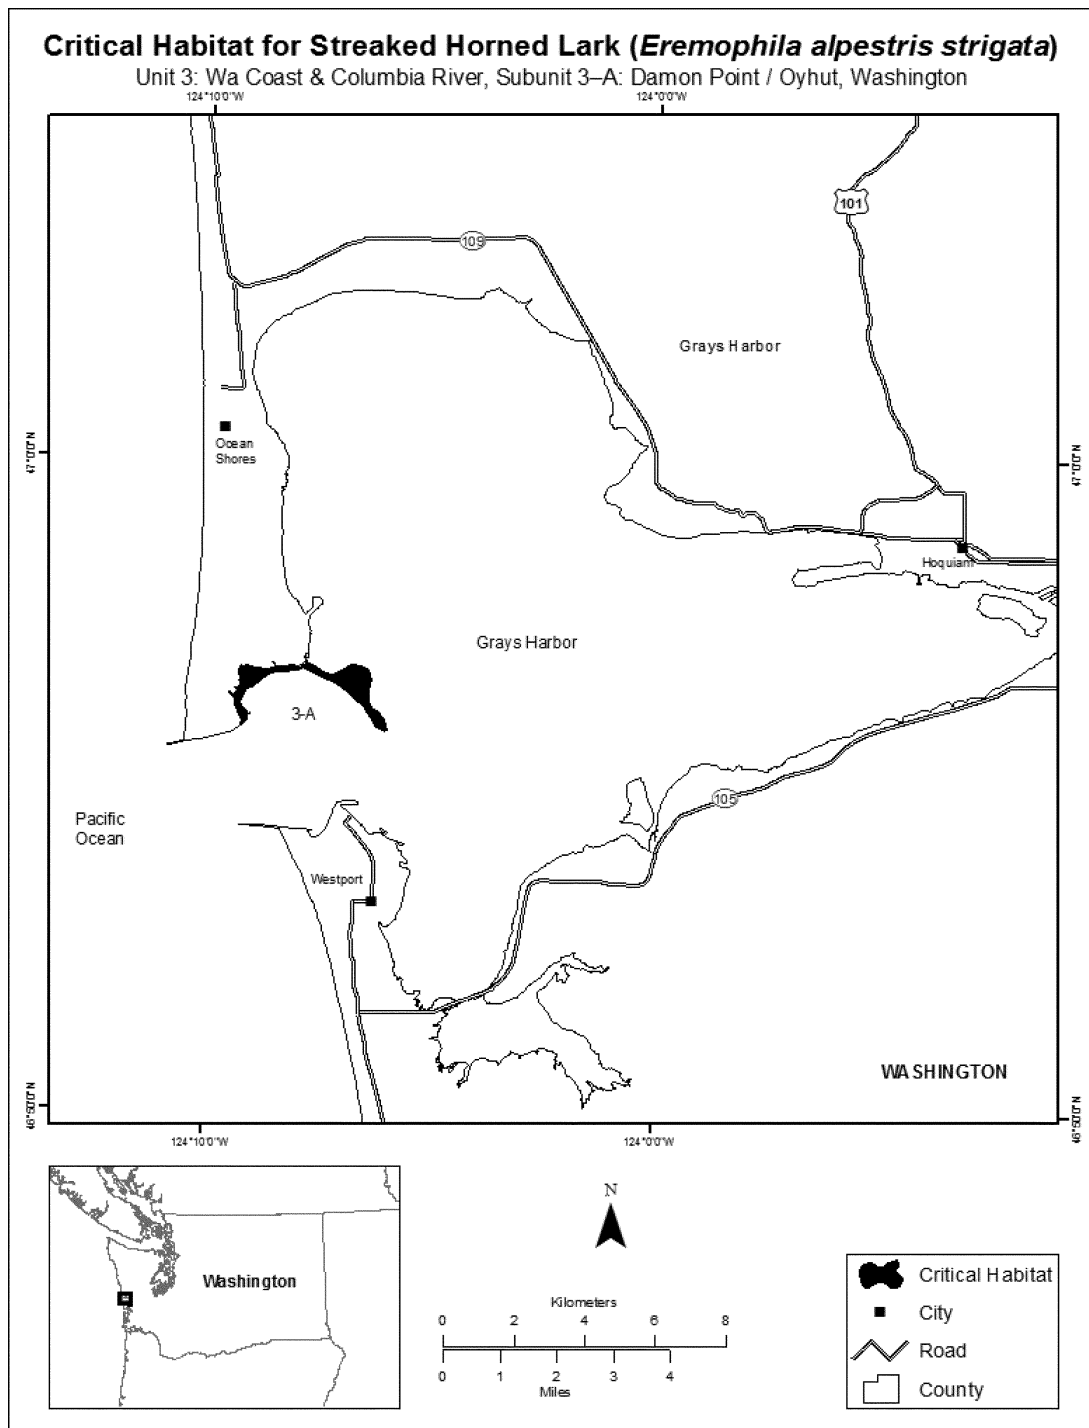 Critical Habitat for Streaked Horned Lark (Eremophila alpestris strigata)
Unit 3: Wa Coast & Columbia River, Subunit 3–A: Damon Point / Oyhut, Washington
124°10'0"W
124°0'0"W
101
109
Grays Harbor
Ocean
Shores
47°0'0"N
47°0'0"N
Hoquiam
Grays Harbor
3-A
105
Pacific
Ocean
Westport
WASHINGTON
46°50'0"N
46°50'0"N
124°10'0"W
124°0'0"W
Washington
N
Kilometers
0 2 4 6 8
0 1 2 3 4
Miles
Critical Habitat
City
Road
County